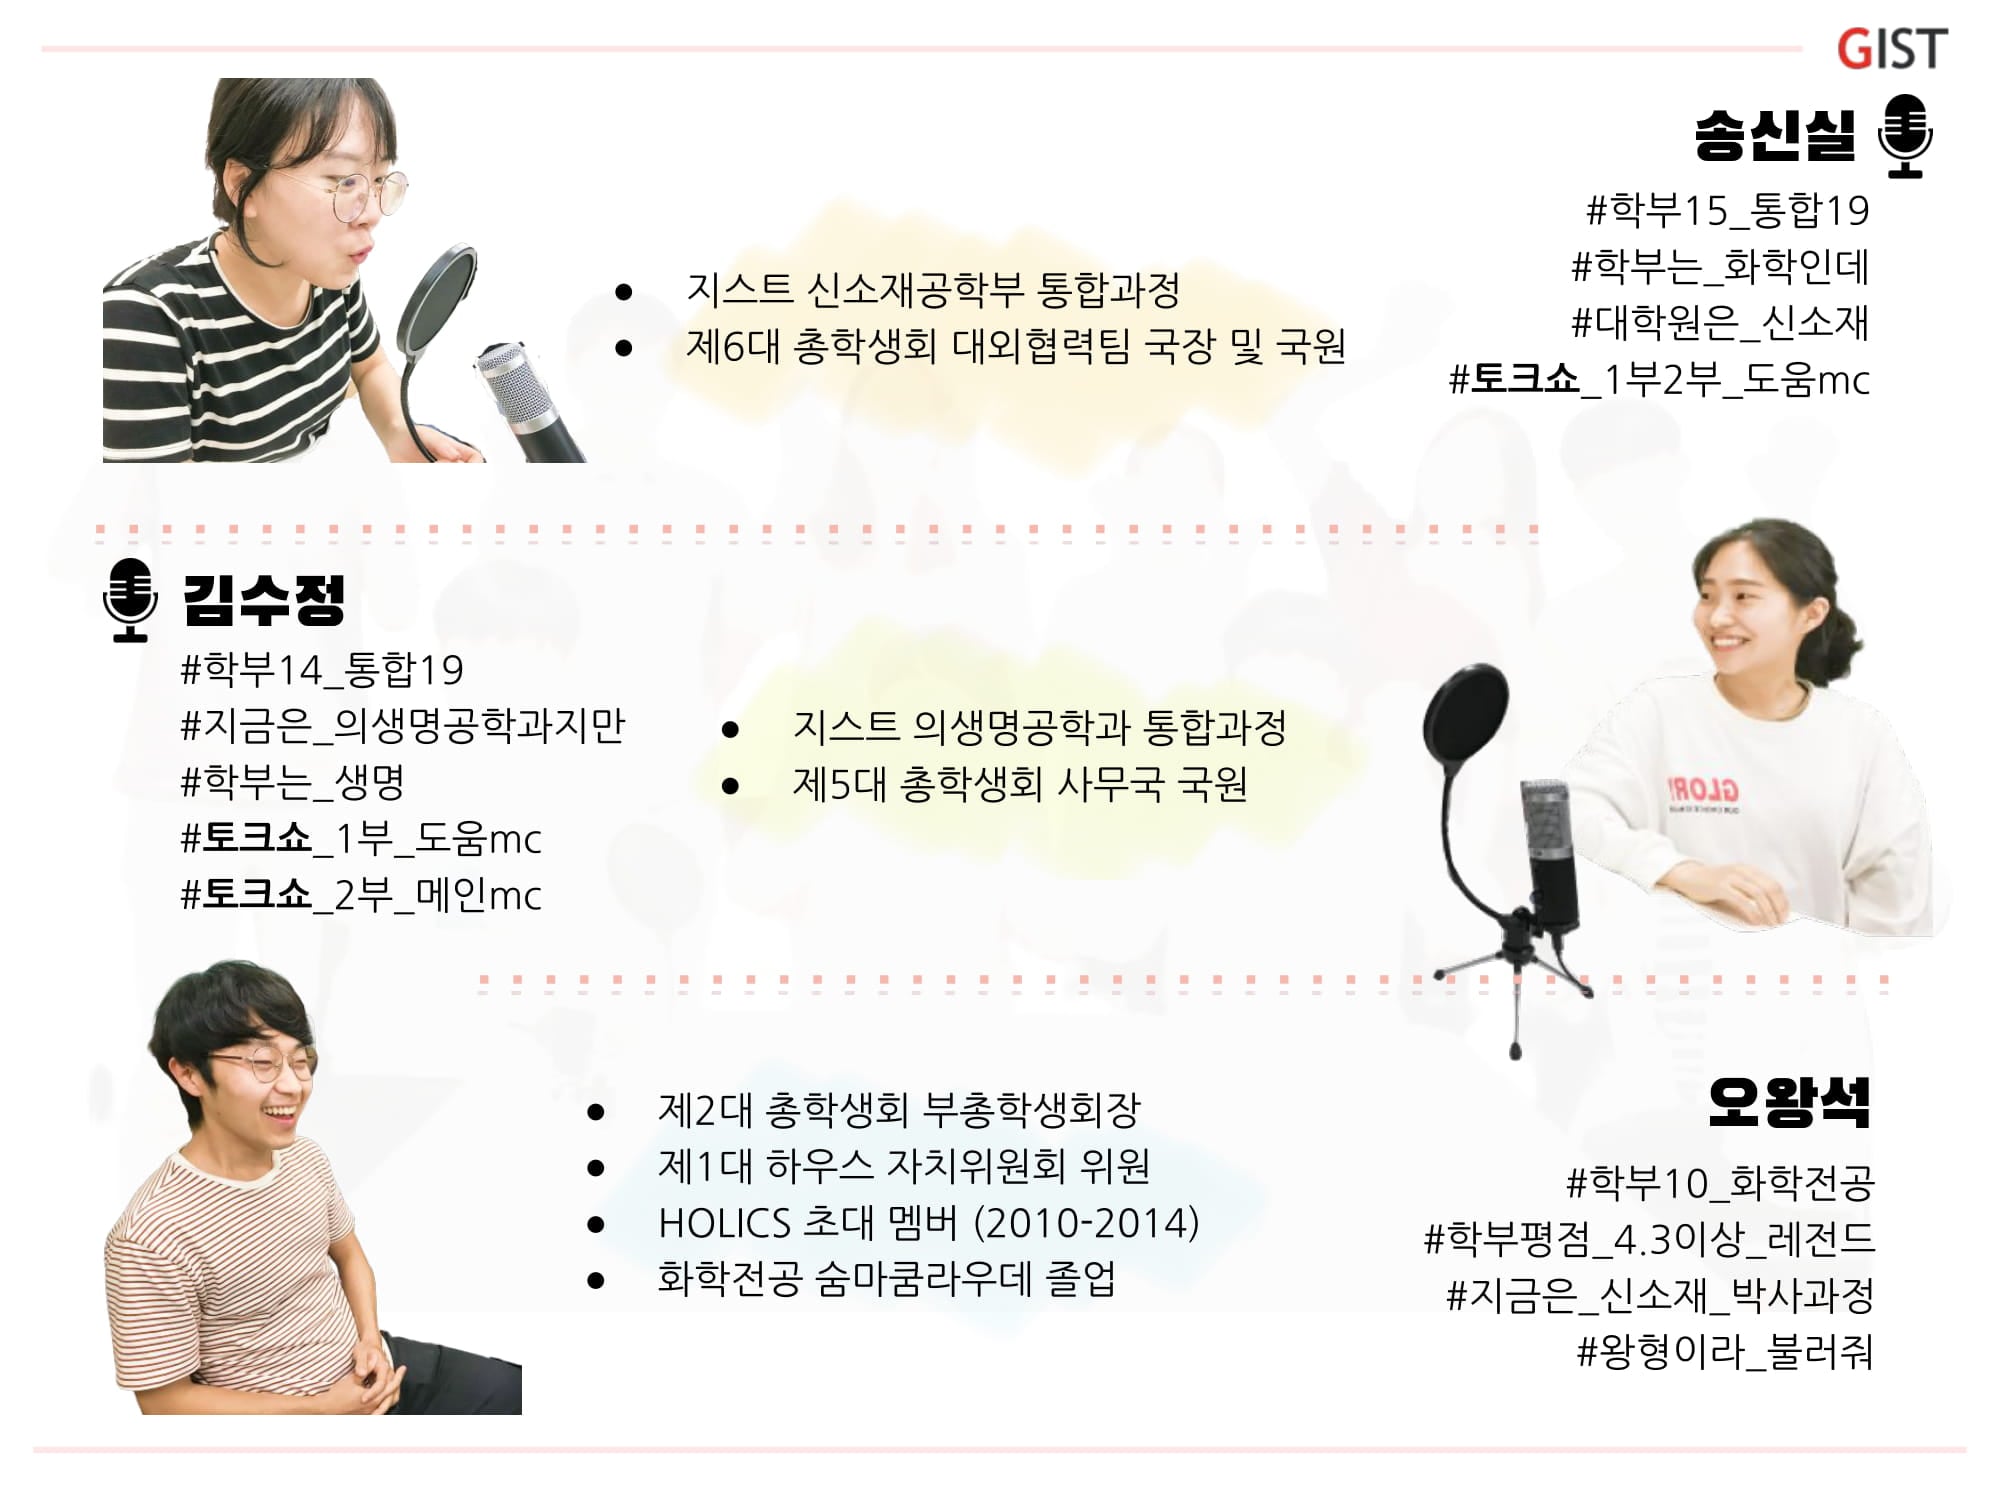 GIST
송신실
#학부15_통합19
#학부는_화학인데
#대학원은_신소재
#토크쇼_1부2부_도움mc
● 지스트 신소재공학부 통합과정
● 제6대 총학생회 대외협력팀 국장 및 국원
김수정
#학부14_통합19
#지금은_의생명공학과지만
#학부는_생명
#토크쇼_1부_도움mc
#토크쇼_2부_메인mc
● 지스트 의생명공학과 통합과정
● 제5대 총학생회 사무국 국원
GLORY
● 제2대 총학생회 부총학생회장
● 제1대 하우스 자치위원회 위원
● HOLICS 초대 멤버 (2010-2014)
● 화학전공 숨마쿰라우데 졸업
오왕석
#학부10_화학전공
#학부평점_4.3이상_레전드
#지금은_신소재_박사과정
#왕형이라_불러줘